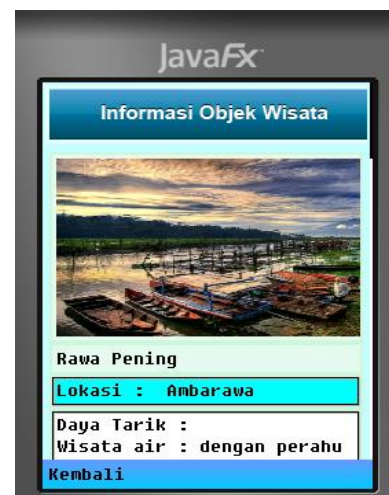 JavaFx
Informasi Objek Wisata
Rawa Pening
Lokasi :  Ambarawa
Daya Tarik :
Wisata air : dengan perahu
Kembali